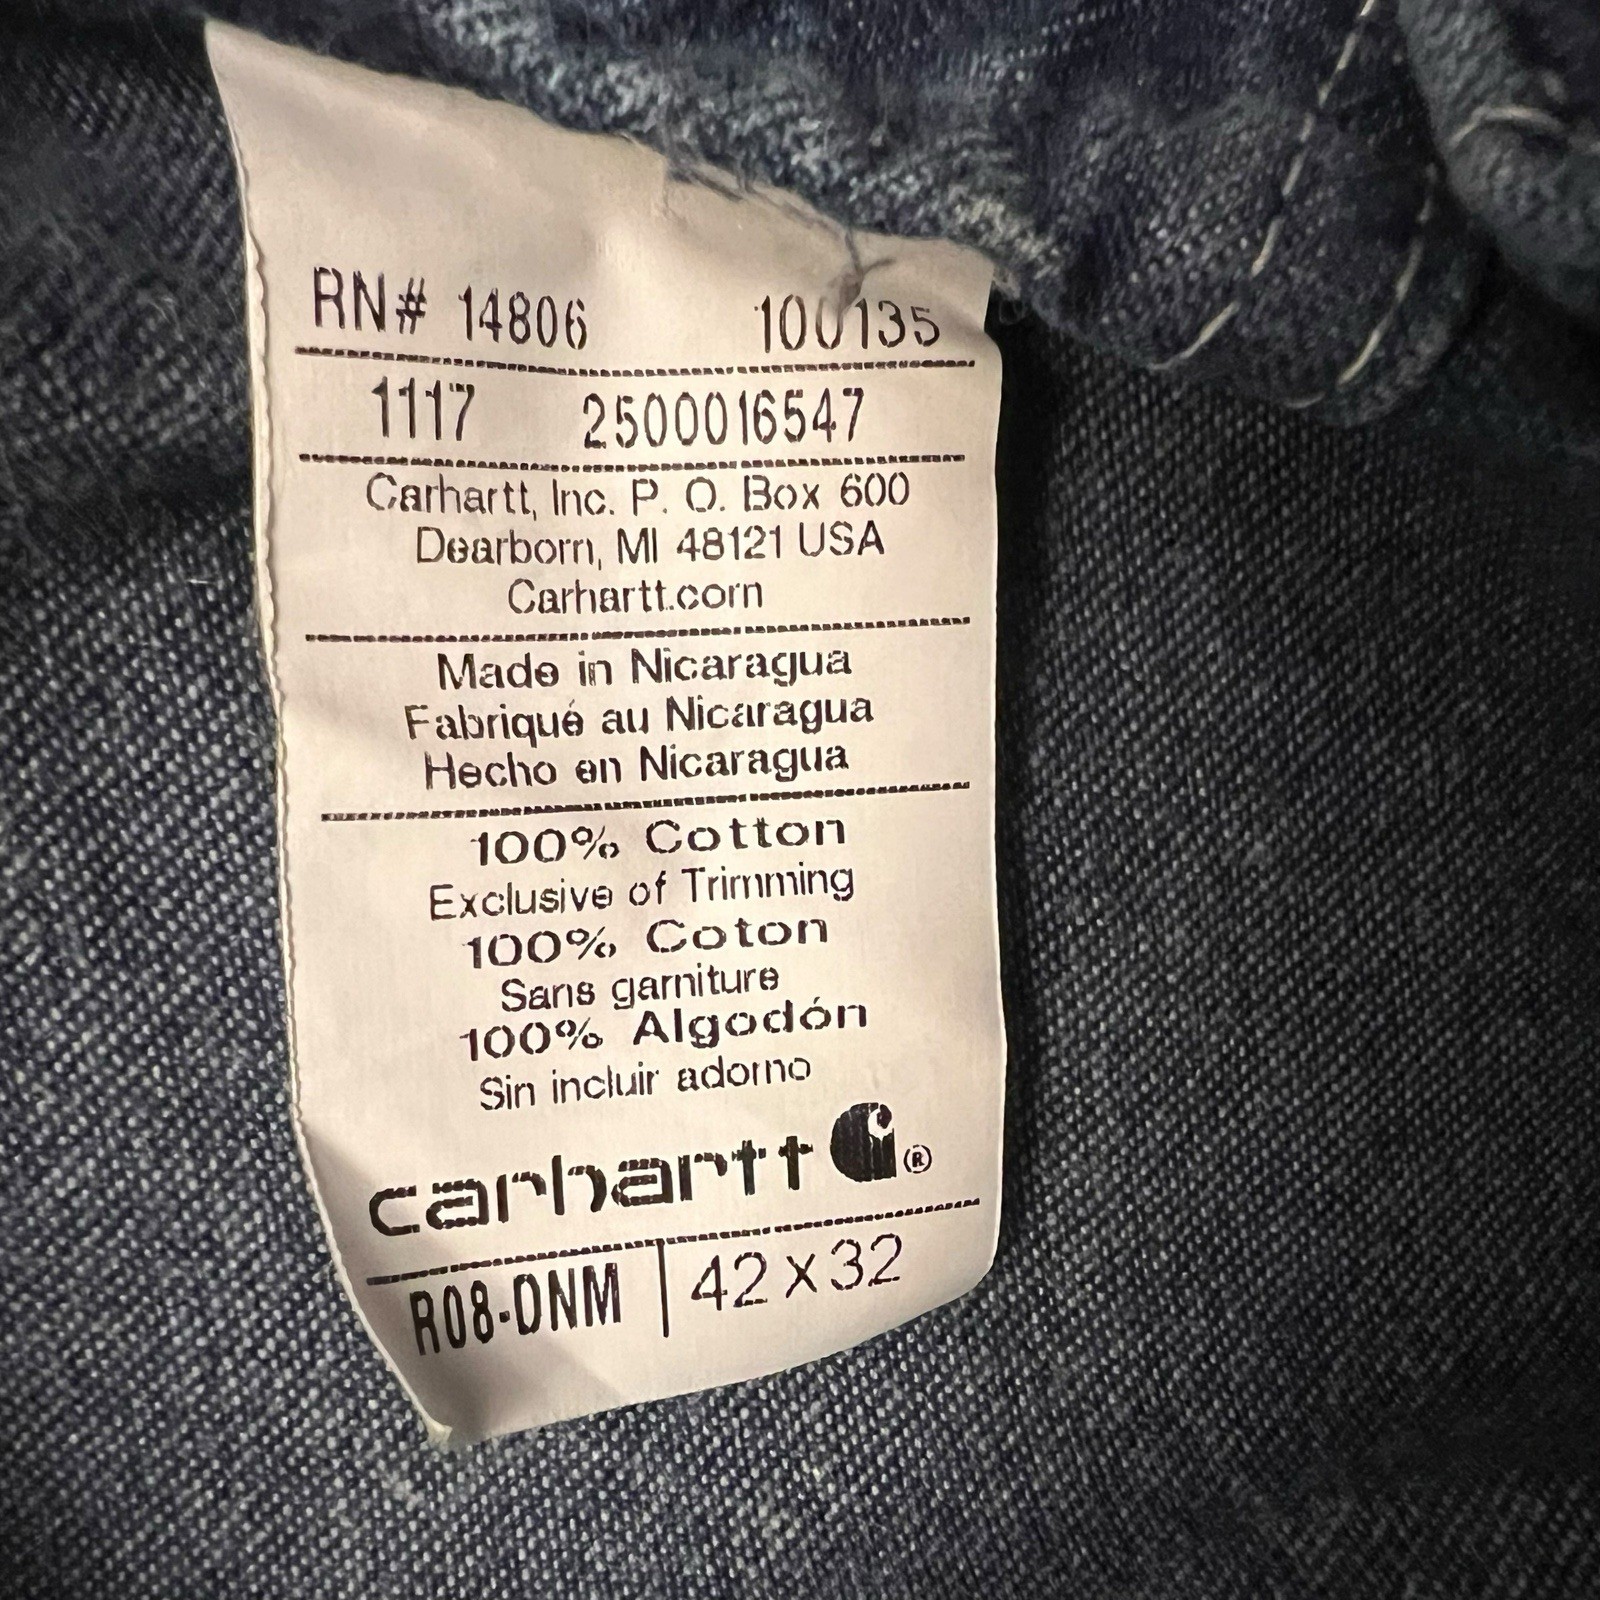 RN# 14806 100135
1117 2500016547
Carhartt, Inc. P. O. Box 600
Dearborn, MI 48121 USA
Carhartt.com
Made in Nicaragua
Fabriqué au Nicaragua
Hecho en Nicaragua
100% Cotton
Exclusive of Trimming
100% Coton
Sans garniture
100% Algodón
Sin incluir adorno
carhartt ®
R08-DNM | 42 x 32